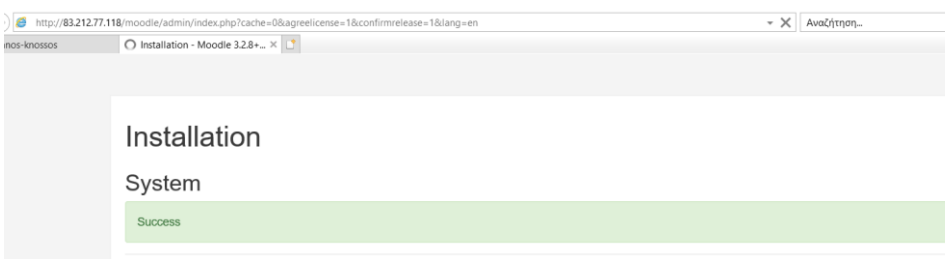 http://83.212.77.118/moodle/admin/index.php?cache=0&agreelicense=1&confirmrelease=1&lang=en
Αναζήτηση...
nos-knossos
Installation - Moodle 3.2.8+...
Installation
System
Success